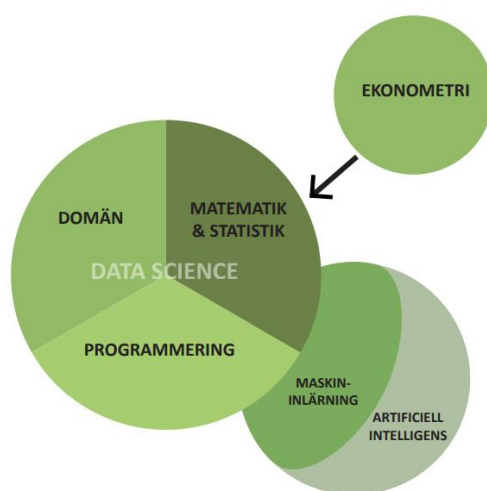 EKONOMETRI
DOMÄN
MATEMATIK
& STATISTIK
DATA SCIENCE
PROGRAMMERING
MASKIN-
INLÄRNING
ARTIFICIELL
INTELLIGENS